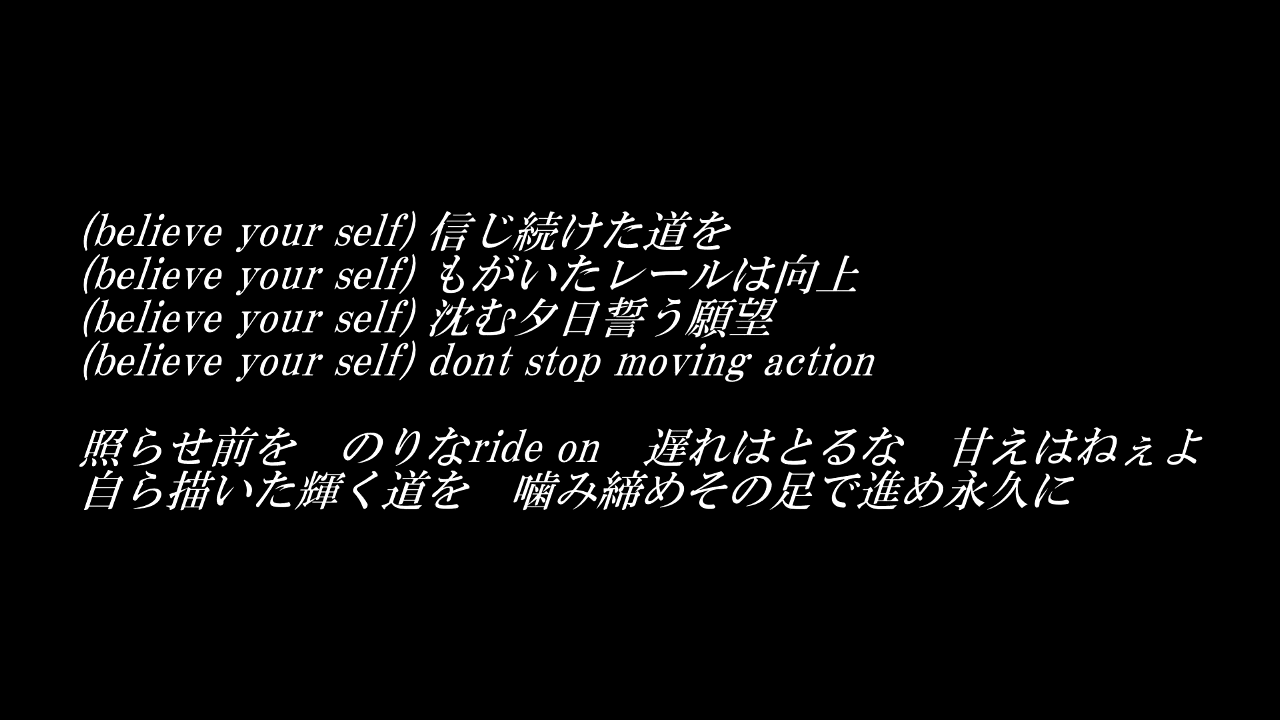 (believe your self) 信じ続けた道を
(believe your self) もがいたレールは向上
(believe your self) 沈む夕日誓う願望
(believe your self) dont stop moving action
照らせ前を　のりなride on　遅れはとるな　甘えはねぇよ
自ら描いた輝く道を　噛み締めその足で進め永久に